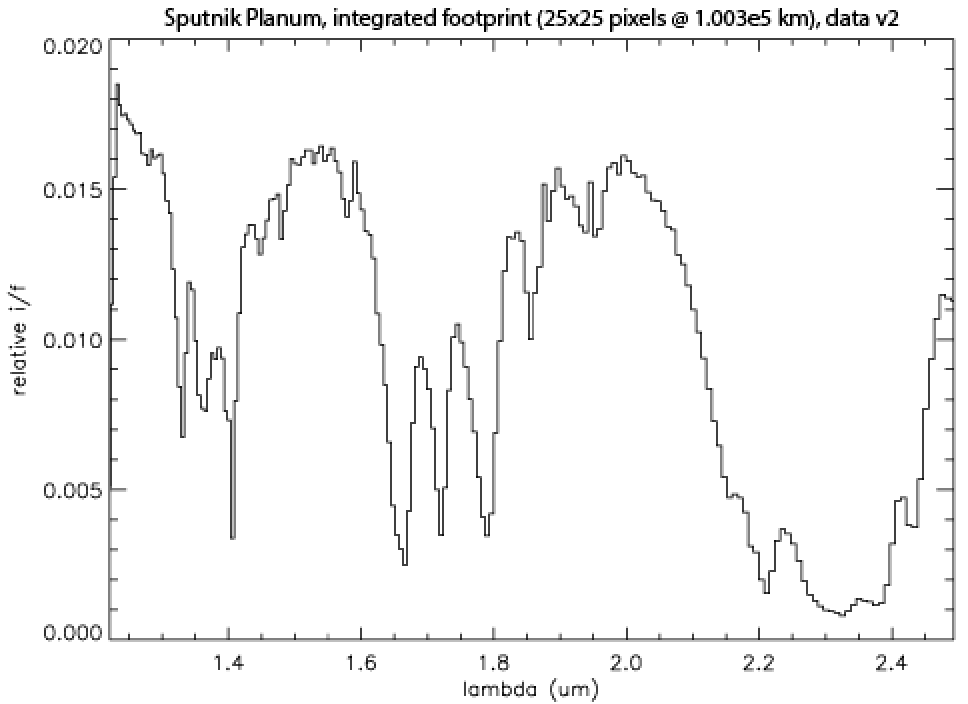 Sputnik Planum, integrated footprint (25x25 pixels @ 1.003e5 km), data v2
0.020
0.015
0.010
0.005
0.000
relative i/f
1.4 1.6 1.8 2.0 2.2 2.4
lambda (um)